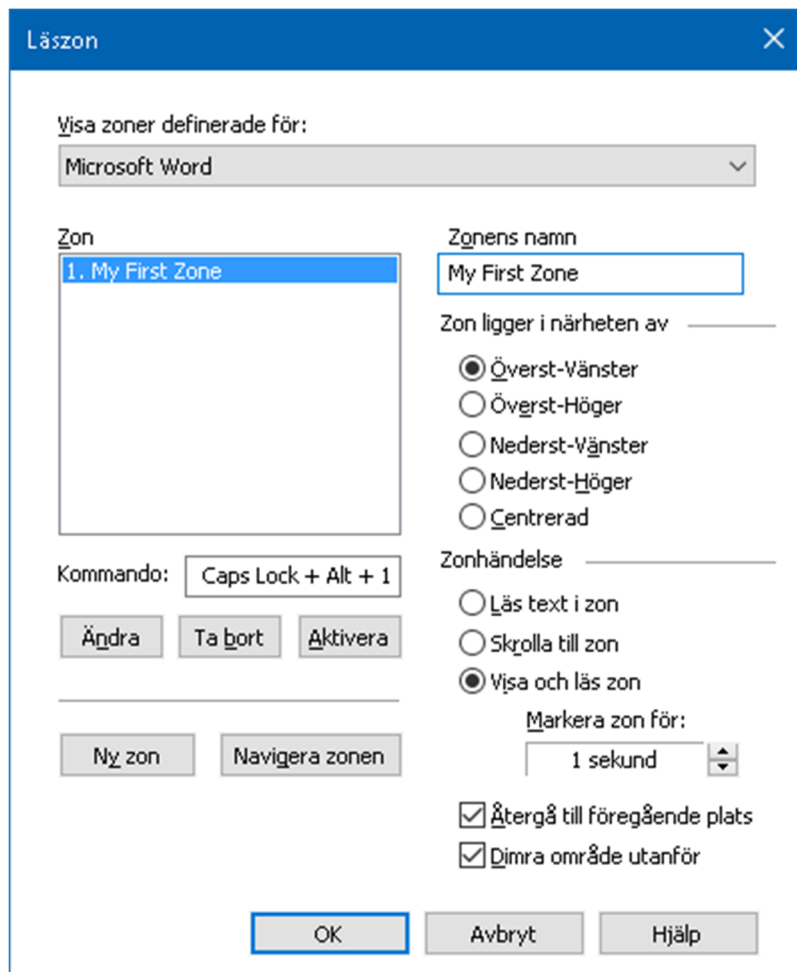 Läszon
Visa zoner definerade för:
Microsoft Word
Zon
1. My First Zone
Kommando: Caps Lock + Alt + 1
Ändra Ta bort Aktivera
Ny zon Navigera zonen
Zonens namn
My First Zone
Zon ligger i närheten av
Överst-Vänster
Överst-Höger
Nederst-Vänster
Nederst-Höger
Centrerad
Zonhändelse
Läs text i zon
Skrolla till zon
Visa och läs zon
Markera zon för:
1 sekund
Återgå till föregående plats
Dimra område utanför
OK Avbryt Hjälp